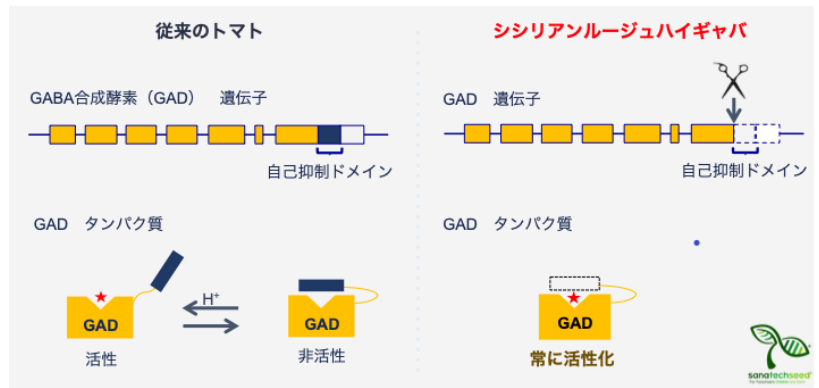 従来のトマト
GABA合成酵素（GAD） 遺伝子
自己抑制ドメイン
GAD タンパク質
H+
GAD
活性
GAD
非活性
シシリアンルージュハイギャバ
GAD 遺伝子
自己抑制ドメイン
GAD タンパク質
GAD
常に活性化
sanatechseed